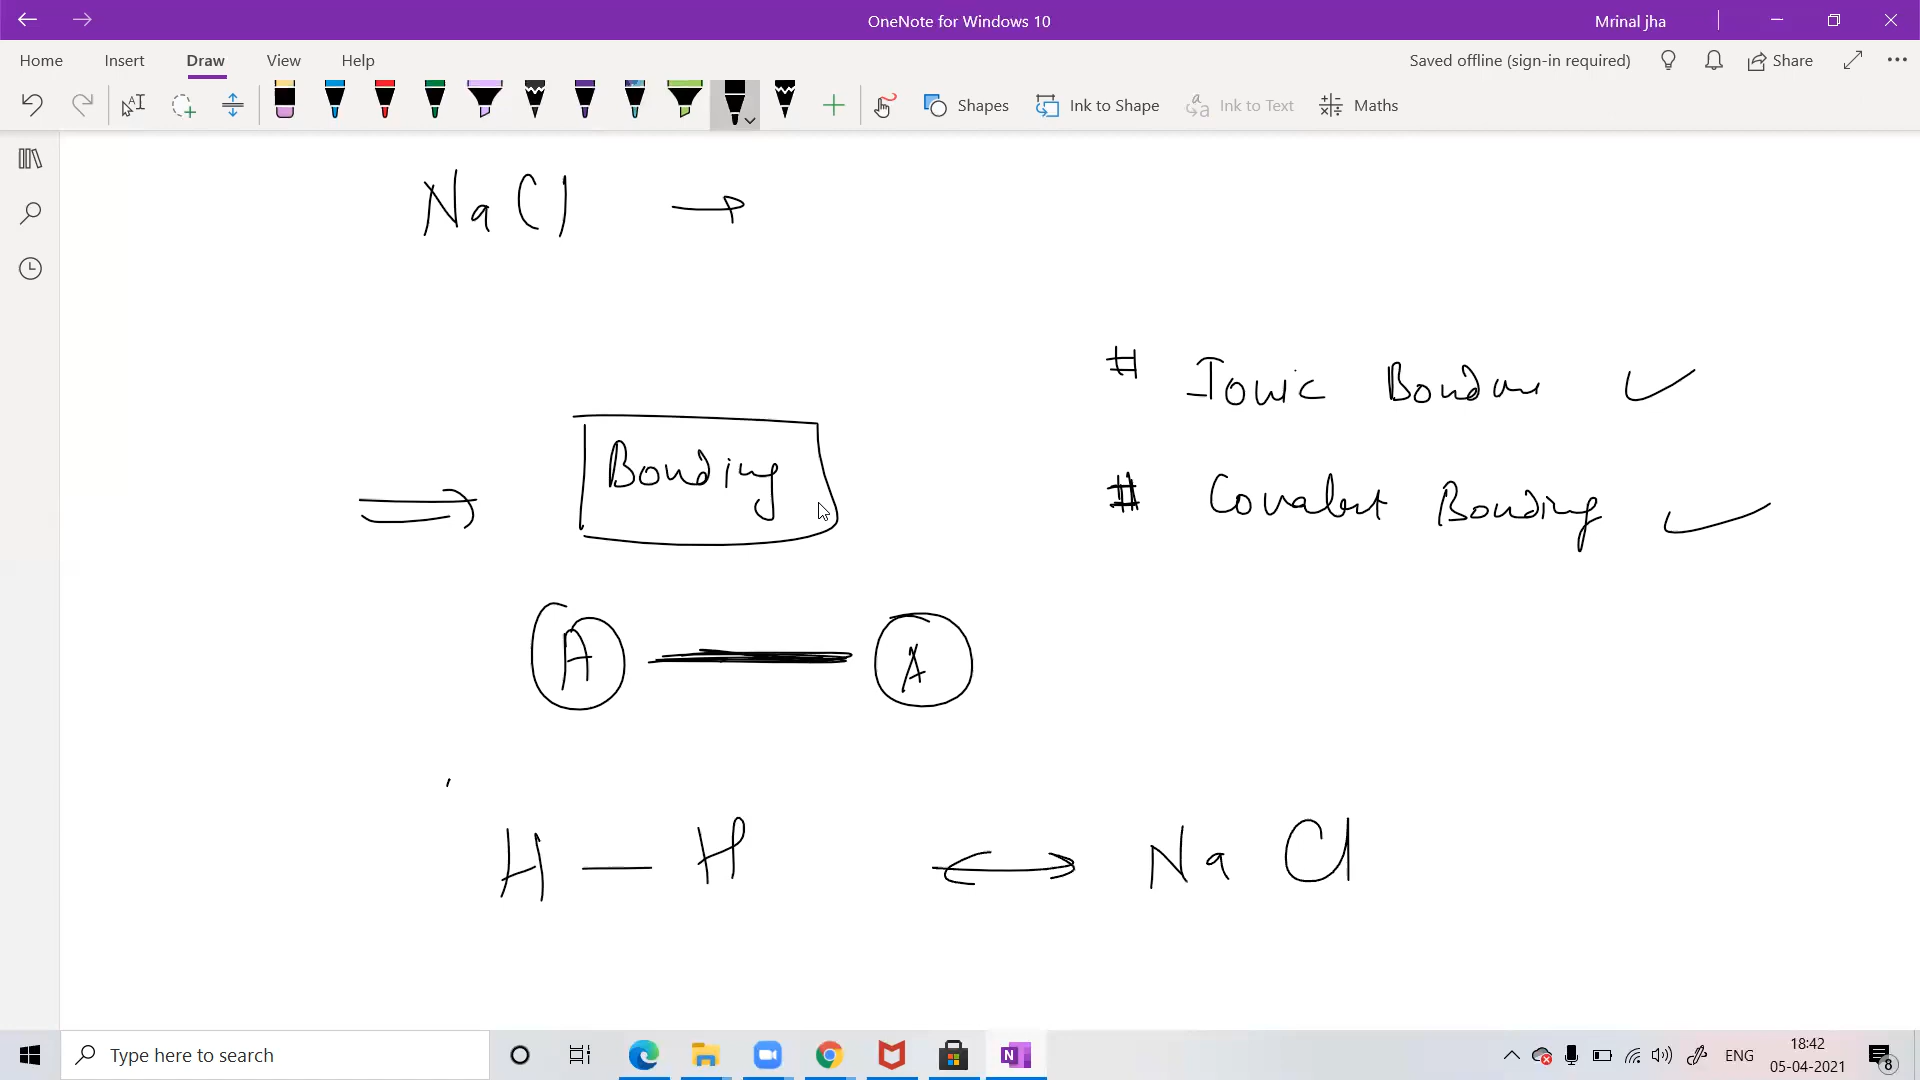 OneNote for Windows 10
Mrinal jha
Home Insert Draw View Help
Saved offline (sign-in required) Share
Shapes Ink to Shape Ink to Text Maths
NaCl →
# Ionic
Bonding
# Covalent Bonding ✓
A A
H — H ↔ Na Cl
Type here to search
ENG
18:42
05-04-2021
8